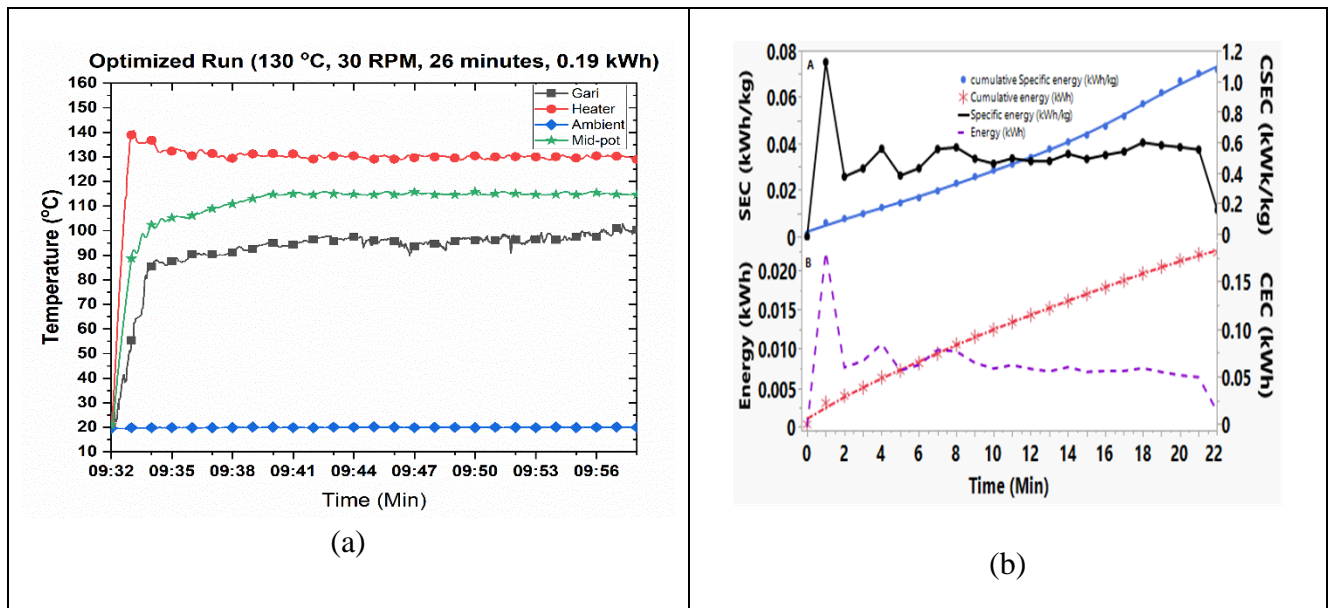 Optimized Run (130 °C, 30 RPM, 26 minutes, 0.19 kWh)
160
150
140
130
120
110
100
90
80
70
60
50
40
30
20
10
Temperature (°C)
Gari
Heater
Ambient
Mid-pot
09:32 09:35 09:38 09:41 09:44 09:47 09:50 09:53 09:56
Time (Min)
(a)
A
cumulative Specific energy (kWh/kg)
Cumulative energy (kWh)
Specific energy (kWh/kg)
Energy (kWh)
0.08
0.06
0.04
0.02
0
SEC (kWh/kg)
1.2
1.0
0.8
0.6
0.4
0.2
0
CSEC (kWk/kg)
B
0.020
0.015
0.010
0.005
0
Energy (kWh)
0.15
0.10
0.05
0
CEC (kWh)
0 2 4 6 8 10 12 14 16 18 20 22
Time (Min)
(b)